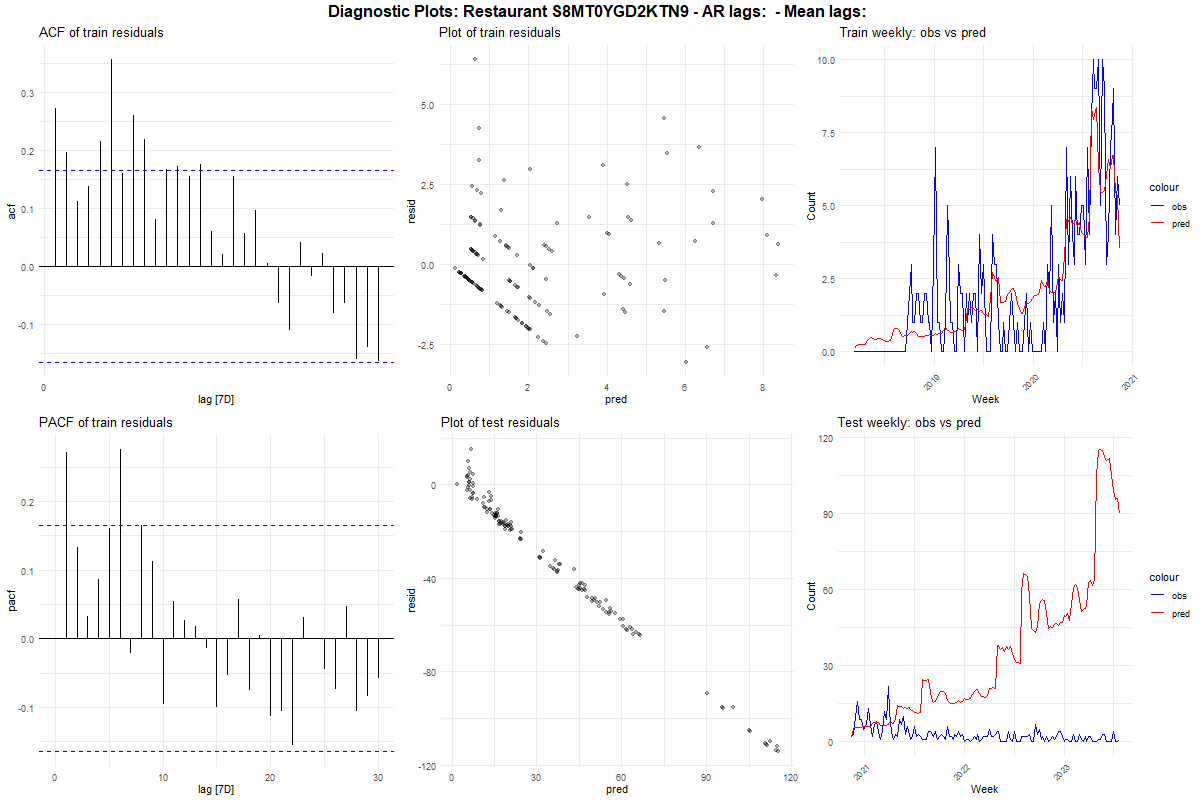 Diagnostic Plots: Restaurant S8MT0YGD2KTN9 - AR lags:  - Mean lags:
ACF of train residuals
0.3
0.2
0.1
0.0
-0.1
acf
0
lag [7D]
Plot of train residuals
5.0
2.5
0.0
-2.5
resid
0 2 4 6 8
pred
Train weekly: obs vs pred
10.0
7.5
5.0
2.5
0.0
Count
2019 2020 2021
Week
colour
obs
pred
PACF of train residuals
0.2
0.1
0.0
-0.1
pacf
0 10 20 30
lag [7D]
Plot of test residuals
0
-40
-80
-120
resid
0 30 60 90 120
pred
Test weekly: obs vs pred
120
90
60
30
0
Count
2021 2022 2023
Week
colour
obs
pred